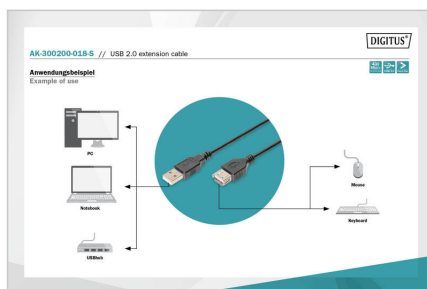 DIGITUS®
AK-300200-018-S // USB 2.0 extension cable
Anwendungsbeispiel
Example of use
PC
Mouse
Notebook
Keyboard
USBhub